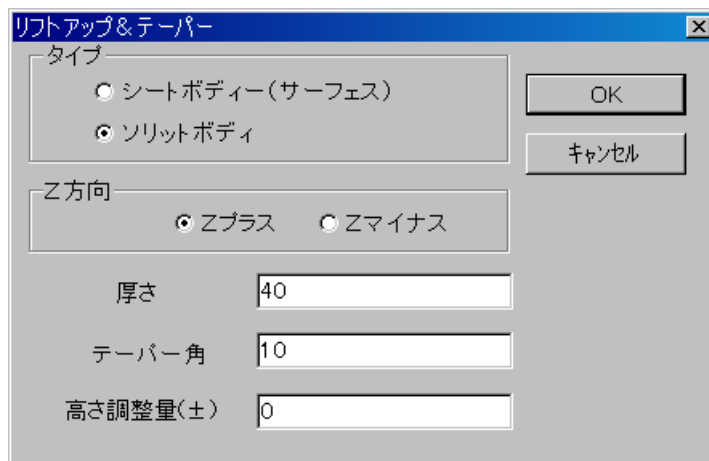 リフトアップ＆テーパー
タイプ
シートボディー(サーフェス)
ソリットボディ
OK
キャンセル
Z方向
Zプラス
Zマイナス
厚さ
40
テーパー角
10
高さ調整量(±)
0